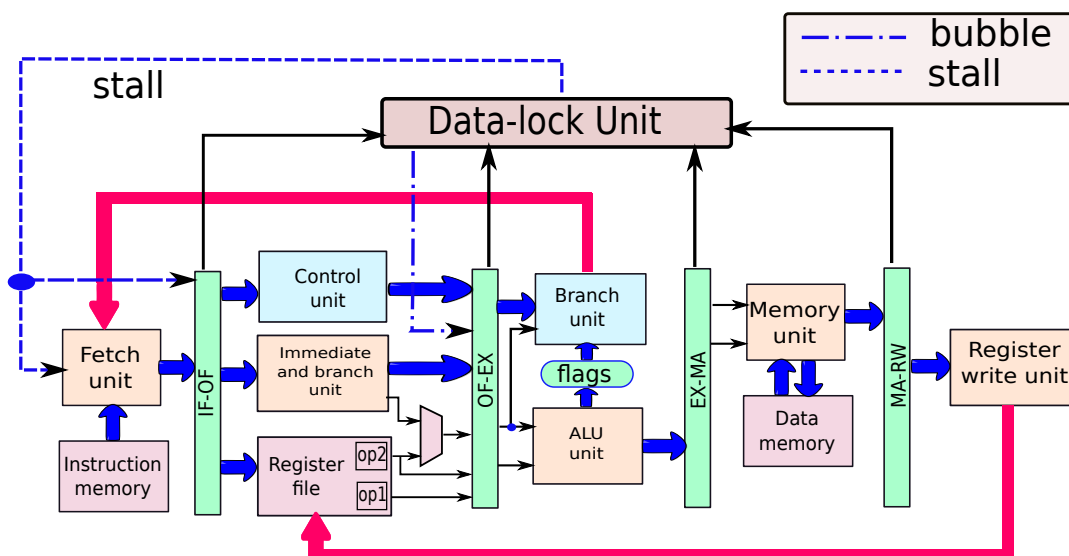 bubble
stall
stall
Data-lock Unit
Control
unit
Branch
unit
Memory
unit
Fetch
unit
Immediate
and branch
unit
flags
Register
write unit
IF-OF
OF-EX
EX-MA
MA-RW
Instruction
memory
Register
file
op2
op1
ALU
unit
Data
memory